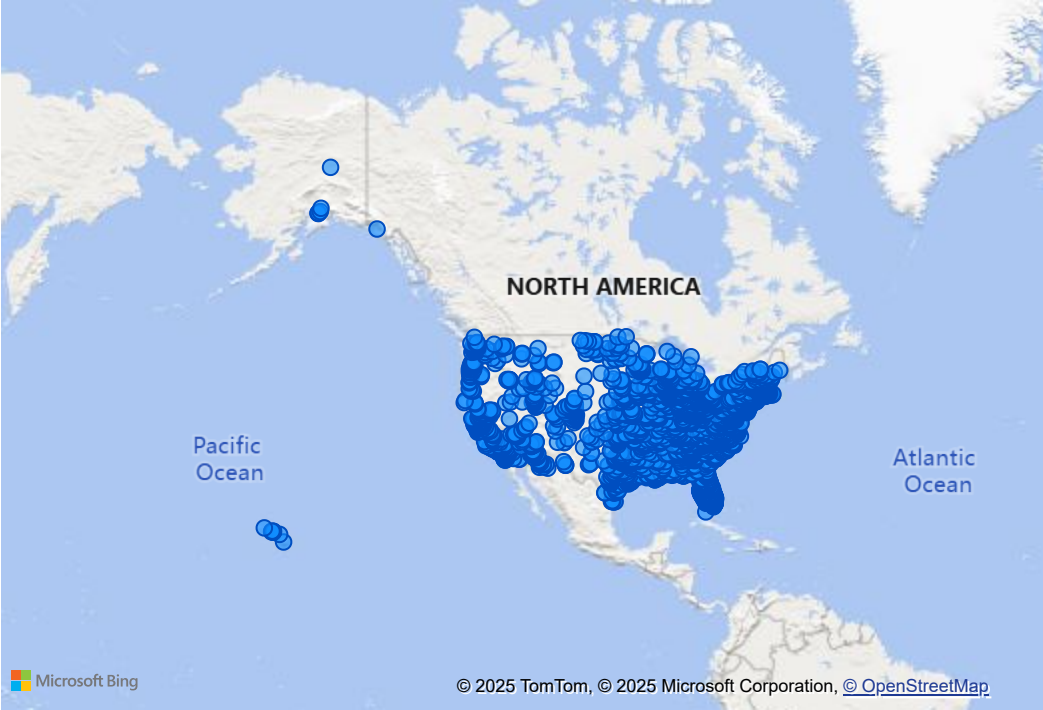 NORTH AMERICA
Pacific
Ocean
Atlantic
Ocean
Microsoft Bing
© 2025 TomTom, © 2025 Microsoft Corporation, © OpenStreetMap